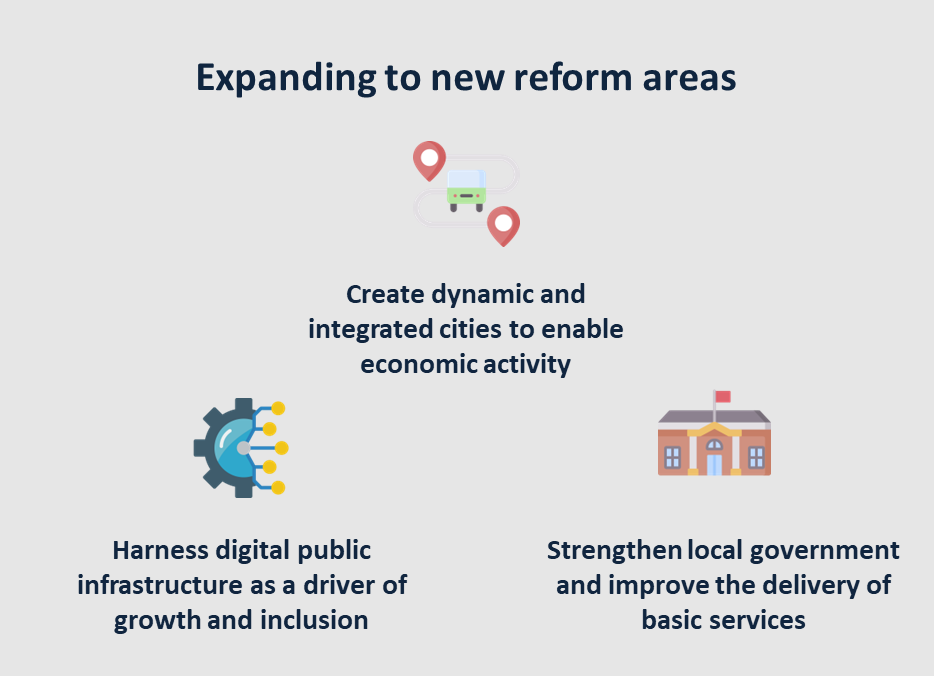 Expanding to new reform areas
Create dynamic and
integrated cities to enable
economic activity
Harness digital public
infrastructure as a driver of
growth and inclusion
Strengthen local government
and improve the delivery of
basic services